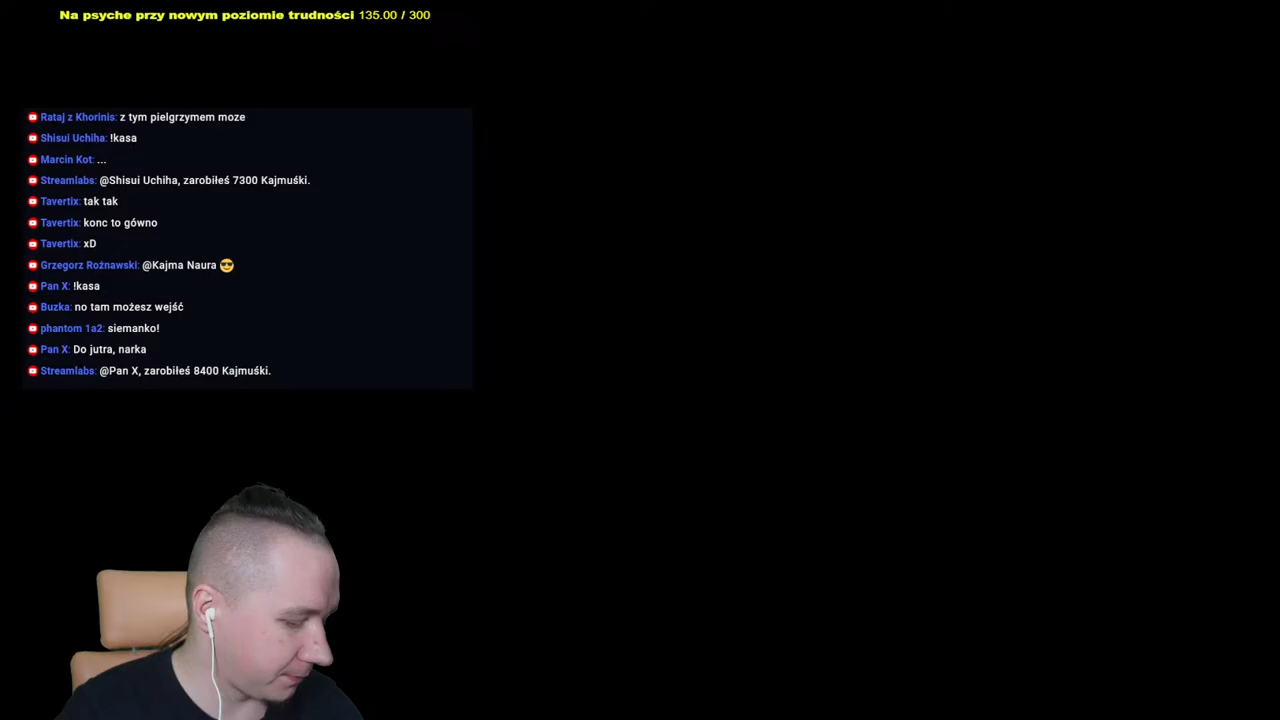 Na psyche przy nowym poziomie trudności 135.00 / 300
Rataj z Khorinis: z tym pielgrzymem moze
Shisui Uchiha: !kasa
Marcin Kot: ...
Streamlabs: @Shisui Uchiha, zarobiłeś 7300 Kajmuśki.
Tavertix: tak tak
Tavertix: konc to gówno
Tavertix: xD
Grzegorz Rożnawski: @Kajma Naura 😎
Pan X: !kasa
Buzka: no tam możesz wejść
phantom 1a2: siemanko!
Pan X: Do jutra, narka
Streamlabs: @Pan X, zarobiłeś 8400 Kajmuśki.